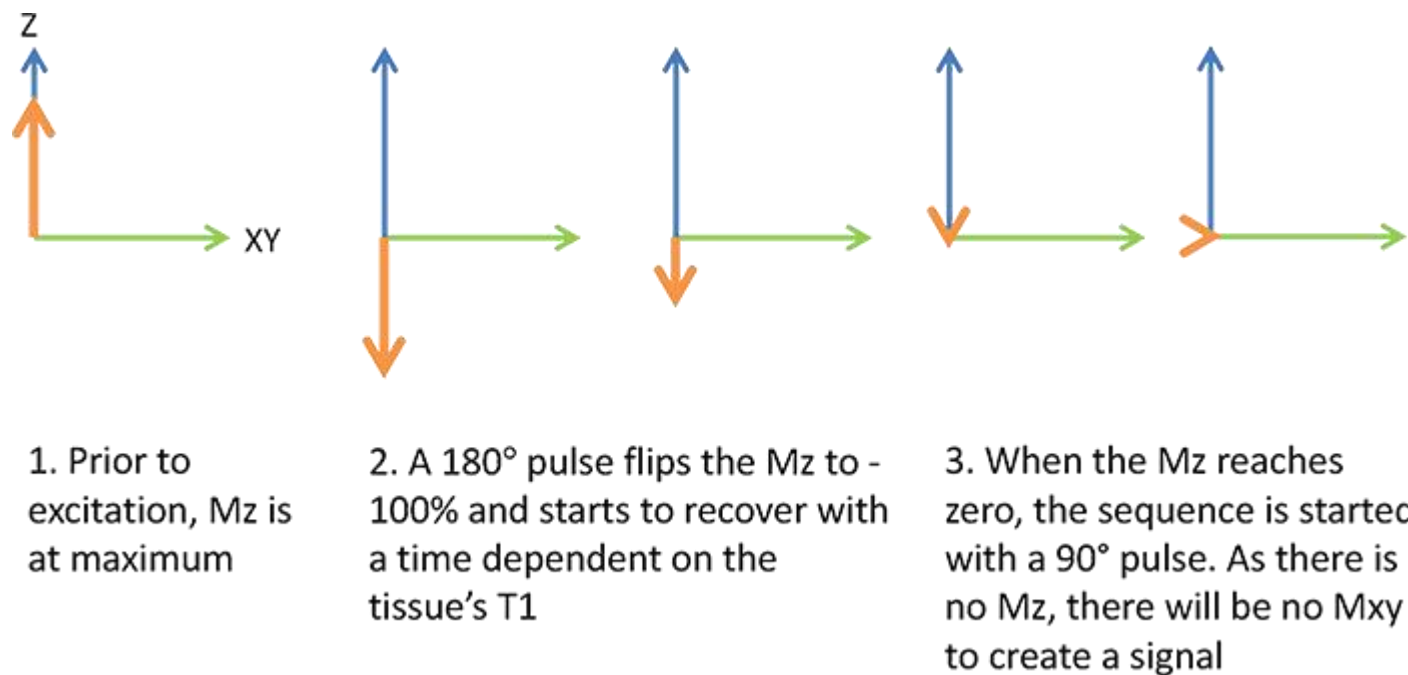 Z
XY
1. Prior to
excitation, Mz is
at maximum
2. A 180° pulse flips the Mz to -
100% and starts to recover with
a time dependent on the
tissue's T1
3. When the Mz reaches
zero, the sequence is started
with a 90° pulse. As there is
no Mz, there will be no Mxy
to create a signal